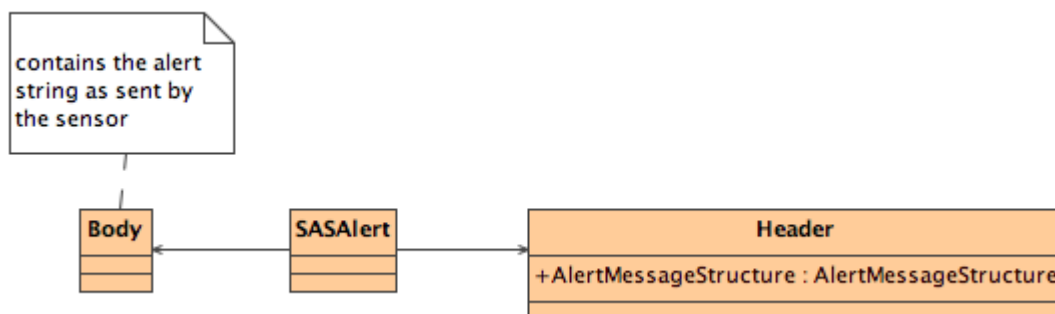 contains the alert
string as sent by
the sensor
Body
SASAlert
Header
+AlertMessageStructure : AlertMessageStructure